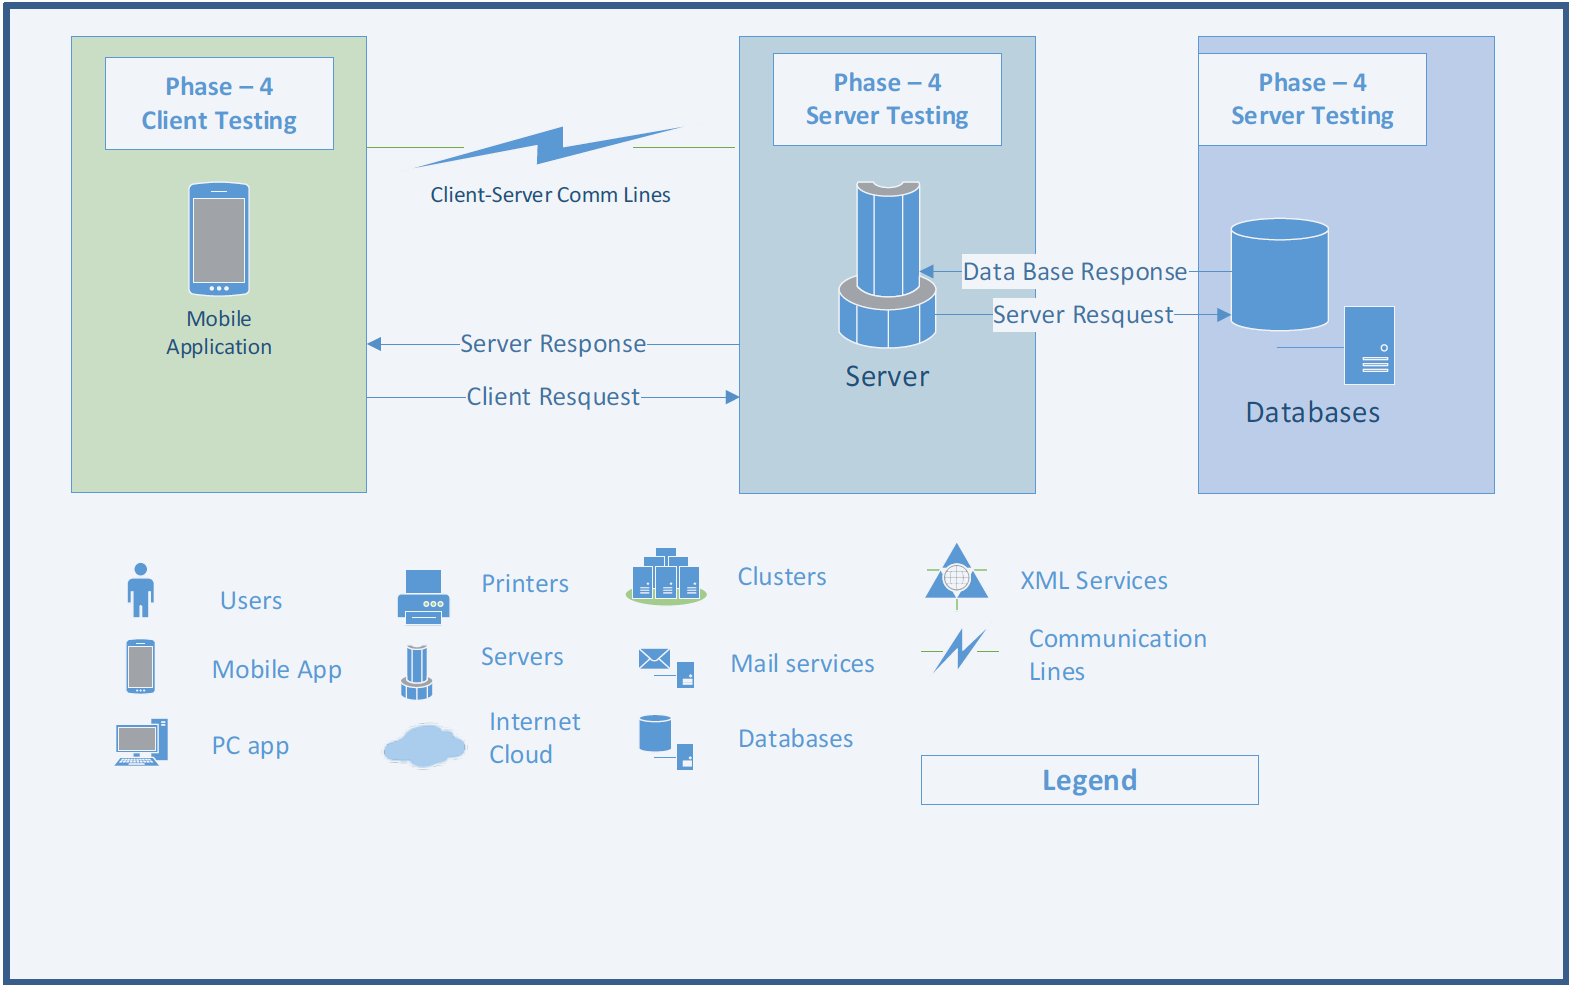 Phase – 4
Client Testing
Phase – 4
Server Testing
Phase – 4
Server Testing
Client-Server Comm Lines
Mobile
Application
Server Response
Client Resquest
Data Base Response
Server Resquest
Server
Databases
Users
Mobile App
PC app
Printers
Servers
Internet
Cloud
Clusters
Mail services
Databases
XML Services
Communication
Lines
Legend